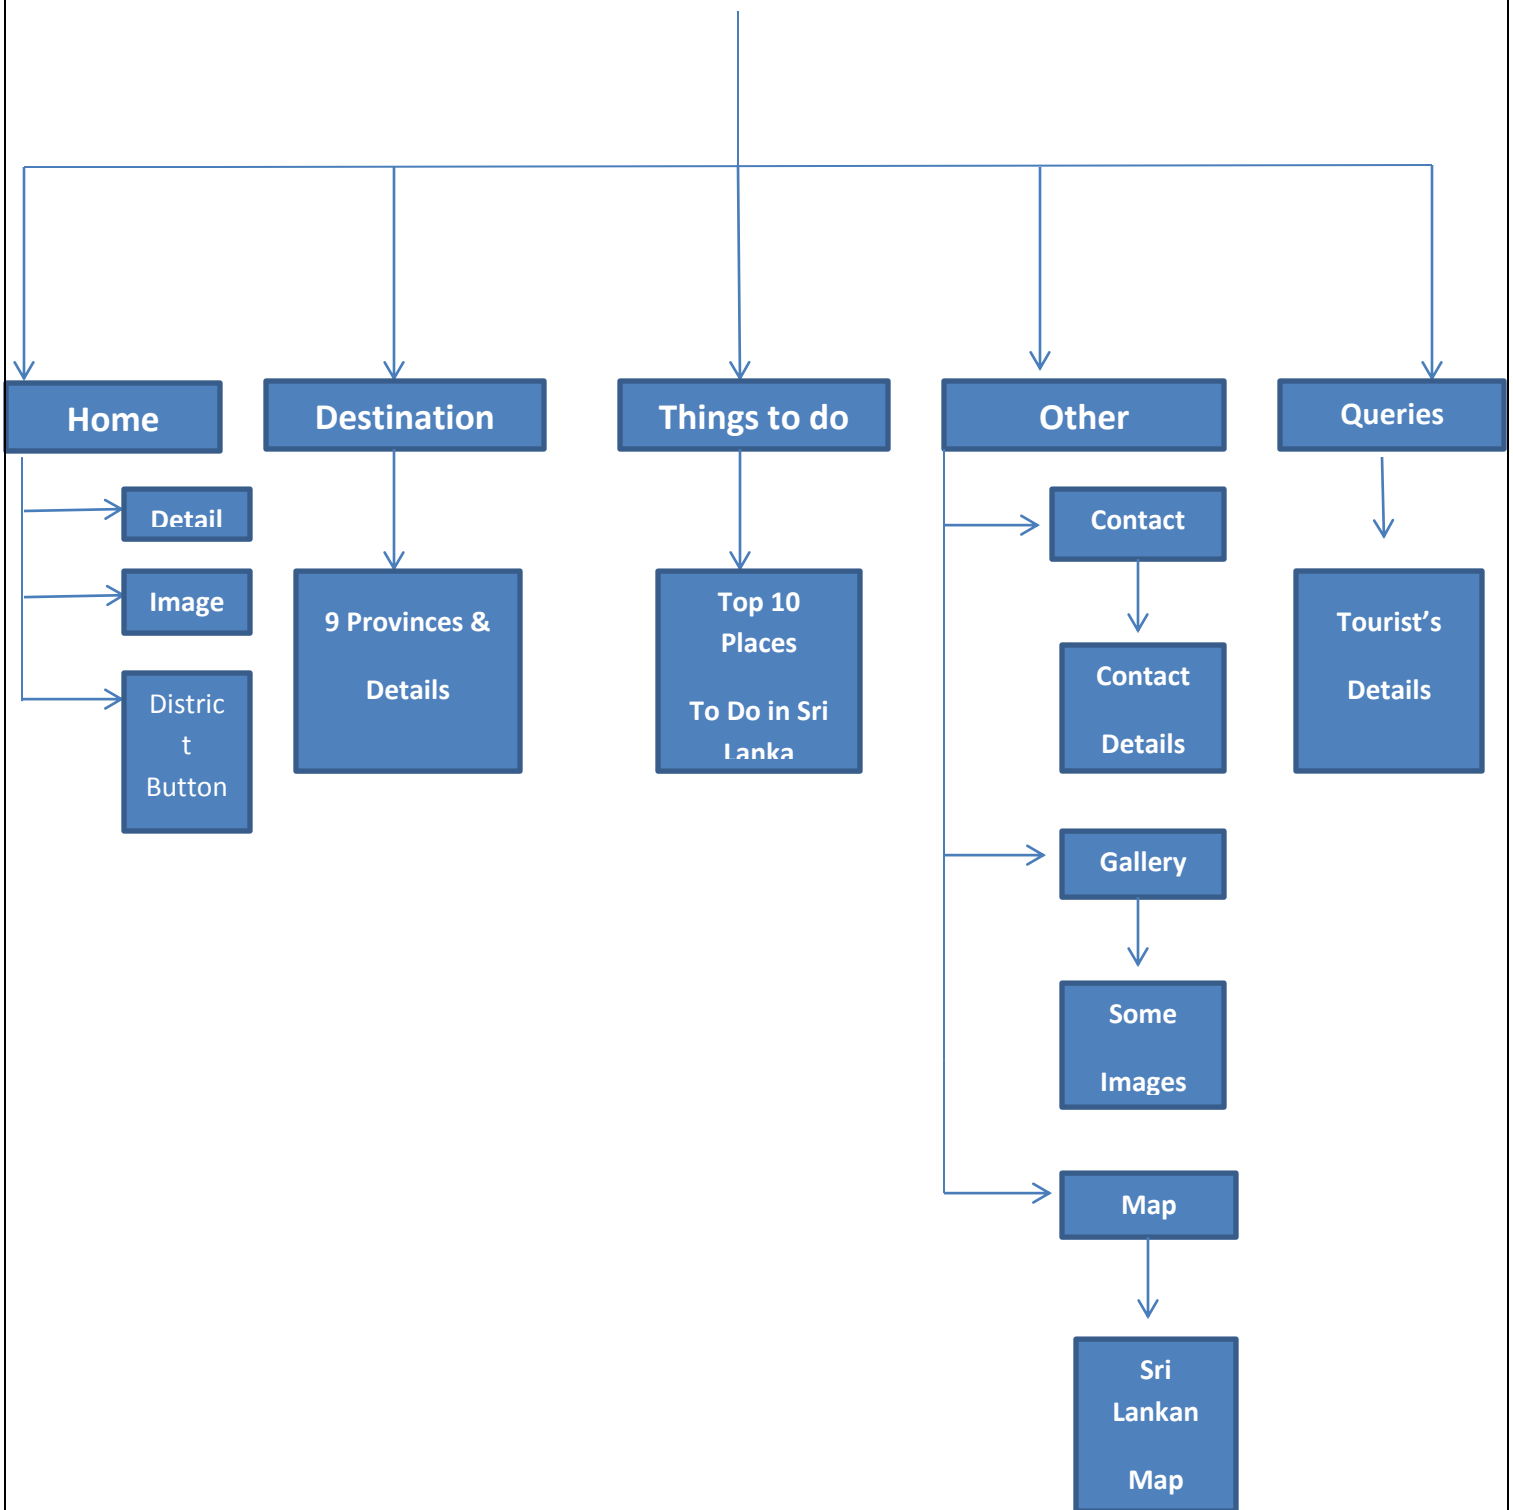 Home
Destination
Things to do
Other
Queries
Detail
Image
Distric
t
Button
9 Provinces &
Details
Top 10
Places
To Do in Sri
Lanka
Contact
Contact
Details
Gallery
Some
Images
Map
Sri
Lankan
Map
Tourist’s
Details